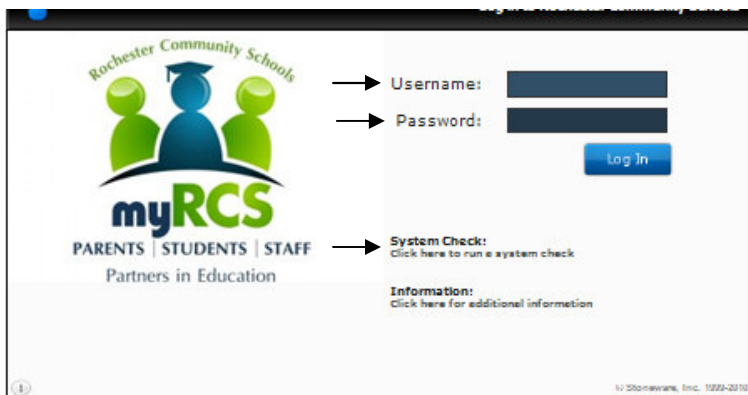 Rochester Community Schools
myRCS
PARENTS | STUDENTS | STAFF
Partners in Education
Username:
Password:
Log In
System Check:
Click here to run a system check
Information:
Click here for additional information
© Stoneware, Inc. 1999-2010